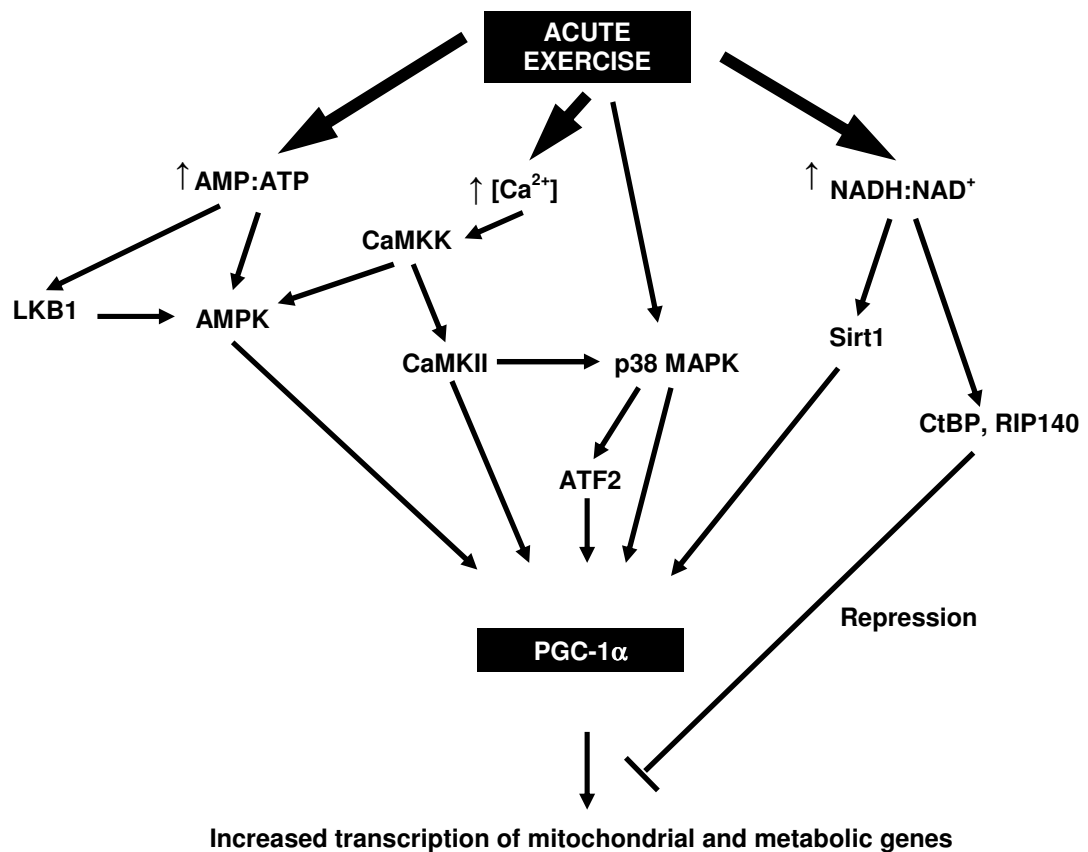 ACUTE
EXERCISE
↑ AMP:ATP
↑ [Ca²⁺]
↑ NADH:NAD⁺
CaMKK
LKB1
AMPK
Sirt1
CaMKII
p38 MAPK
CtBP, RIP140
ATF2
Repression
PGC-1α
Increased transcription of mitochondrial and metabolic genes